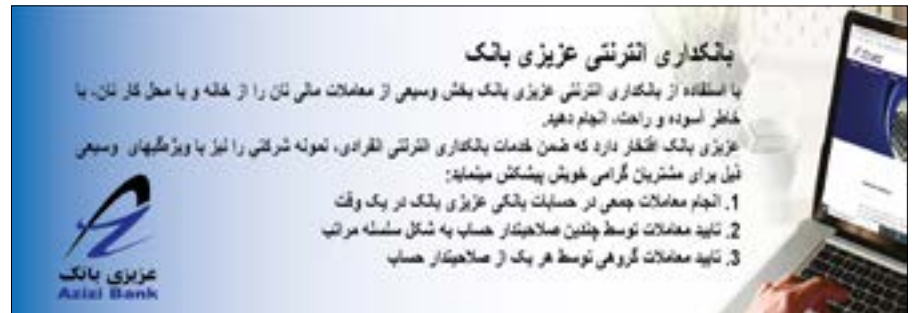 بانکداری انترنتی عزیزی بانک
با استفاده از بانکداری انترنتی عزیزی بانک بخش وسیعی از معاملات مالی تان را از خانه و یا محل کار تان، با
خاطر آسوده و راحت، انجام دهید.
عزیزی بانک افتخار دارد که ضمن خدمات بانکداری انترنتی انفرادی، نمونه شرکتی را نیز با ویژگیهای وسیعی
ذیل برای مشتریان گرامی خویش پیشکش مینماید:
1. انجام معاملات جمعی در حسابات بانکی عزیزی بانک در یک وقت
2. تایید معاملات توسط چندین صلاحیتدار حساب به شکل سلسله مراتب
3. تایید معاملات گروهی توسط هر یک از صلاحیتدار حساب
عزیزی بانک
Azizi Bank